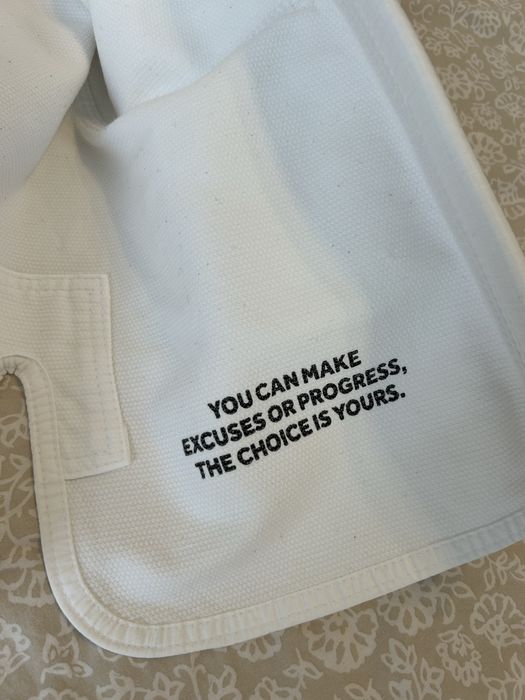 YOU CAN MAKE
EXCUSES OR PROGRESS,
THE CHOICE IS YOURS.